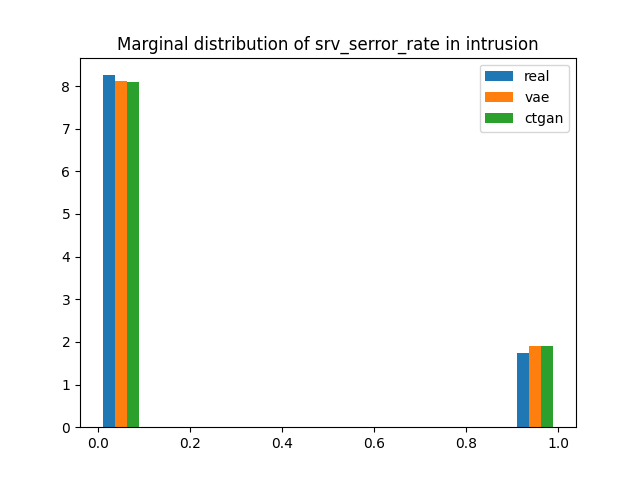 Marginal distribution of srv_serror_rate in intrusion
real
vae
ctgan
8
7
6
5
4
3
2
1
0
0.0 0.2 0.4 0.6 0.8 1.0